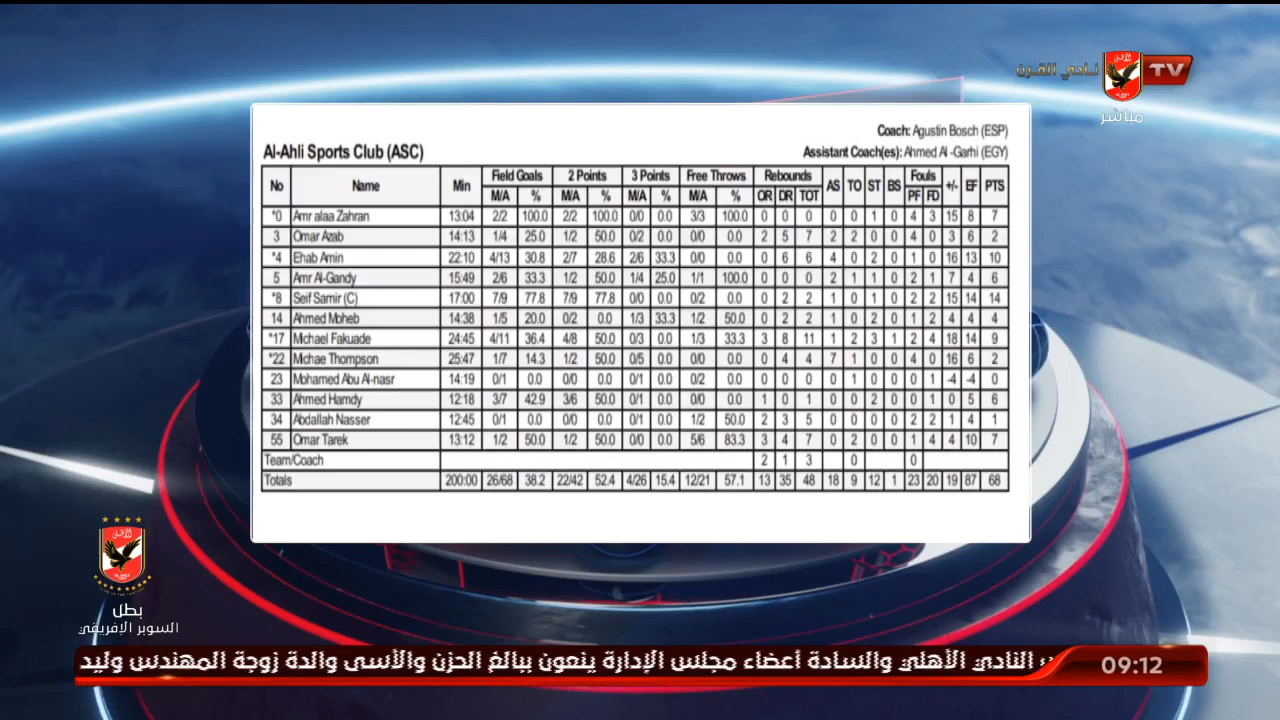 نادي القرن TV
مباشر
Coach: Agustin Bosch (ESP)
Al-Ahli Sports Club (ASC) Assistant Coach(es): Ahmed Al -Garhi (EGY)
No Name Min Field Goals 2 Points 3 Points Free Throws Rebounds AS TO ST BS Fouls +/- EF PTS
M/A % M/A % M/A % M/A % OR DR TOT PF FD
*0 Amr alaa Zahran 13:04 2/2 100.0 2/2 100.0 0/0 0.0 3/3 100.0 0 0 0 0 0 1 0 4 3 15 8 7
3 Omar Azab 14:13 1/4 25.0 1/2 50.0 0/2 0.0 0/0 0.0 2 5 7 2 2 0 0 4 0 3 6 2
*4 Ehab Amin 22:10 4/13 30.8 2/7 28.6 2/6 33.3 0/0 0.0 0 6 6 4 0 2 0 1 0 16 13 10
5 Amr Al-Gandy 15:49 2/6 33.3 1/2 50.0 1/4 25.0 1/1 100.0 0 0 0 2 1 1 0 2 1 7 4 6
*8 Seif Samir (C) 17:00 7/9 77.8 7/9 77.8 0/0 0.0 0/2 0.0 0 2 2 1 0 1 0 2 2 15 14 14
14 Ahmed Moheb 14:38 1/5 20.0 0/2 0.0 1/3 33.3 1/2 50.0 0 2 2 1 0 2 0 1 2 4 4 4
*17 Mchael Fakuade 24:45 4/11 36.4 4/8 50.0 0/3 0.0 1/3 33.3 3 8 11 1 2 3 1 2 4 18 14 9
*22 Mchae Thompson 25:47 1/7 14.3 1/2 50.0 0/5 0.0 0/0 0.0 0 4 4 7 1 0 0 4 0 16 6 2
23 Mohamed Abu Al-nasr 14:19 0/1 0.0 0/0 0.0 0/1 0.0 0/2 0.0 0 0 0 0 1 0 0 0 1 -4 -4 0
33 Ahmed Hamdy 12:18 3/7 42.9 3/6 50.0 0/1 0.0 0/0 0.0 1 0 1 0 0 2 0 0 1 0 5 6
34 Abdallah Nasser 12:45 0/1 0.0 0/0 0.0 0/1 0.0 1/2 50.0 2 3 5 0 0 0 0 2 2 1 4 1
55 Omar Tarek 13:12 1/2 50.0 1/2 50.0 0/0 0.0 5/6 83.3 3 4 7 0 2 0 0 1 4 4 10 7
Team/Coach 2 1 3 0 0
Totals 200:00 26/68 38.2 22/42 52.4 4/26 15.4 12/21 57.1 13 35 48 18 9 12 1 23 20 19 87 68
بطل
السوبر الإفريقي
النادي الأهلي والسادة أعضاء مجلس الإدارة ينعون ببالغ الحزن والأسى والدة زوجة المهندس وليد
09:12